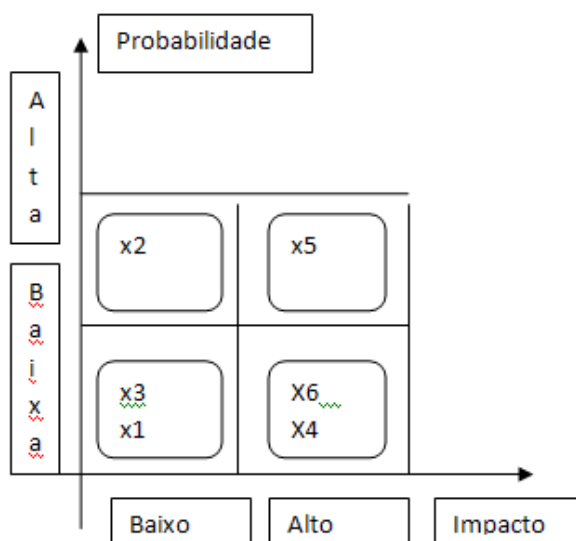 Probabilidade
A
l
t
a
x2
x5
B
a
i
x
a
x3
x1
X6
X4
Baixo
Alto
Impacto